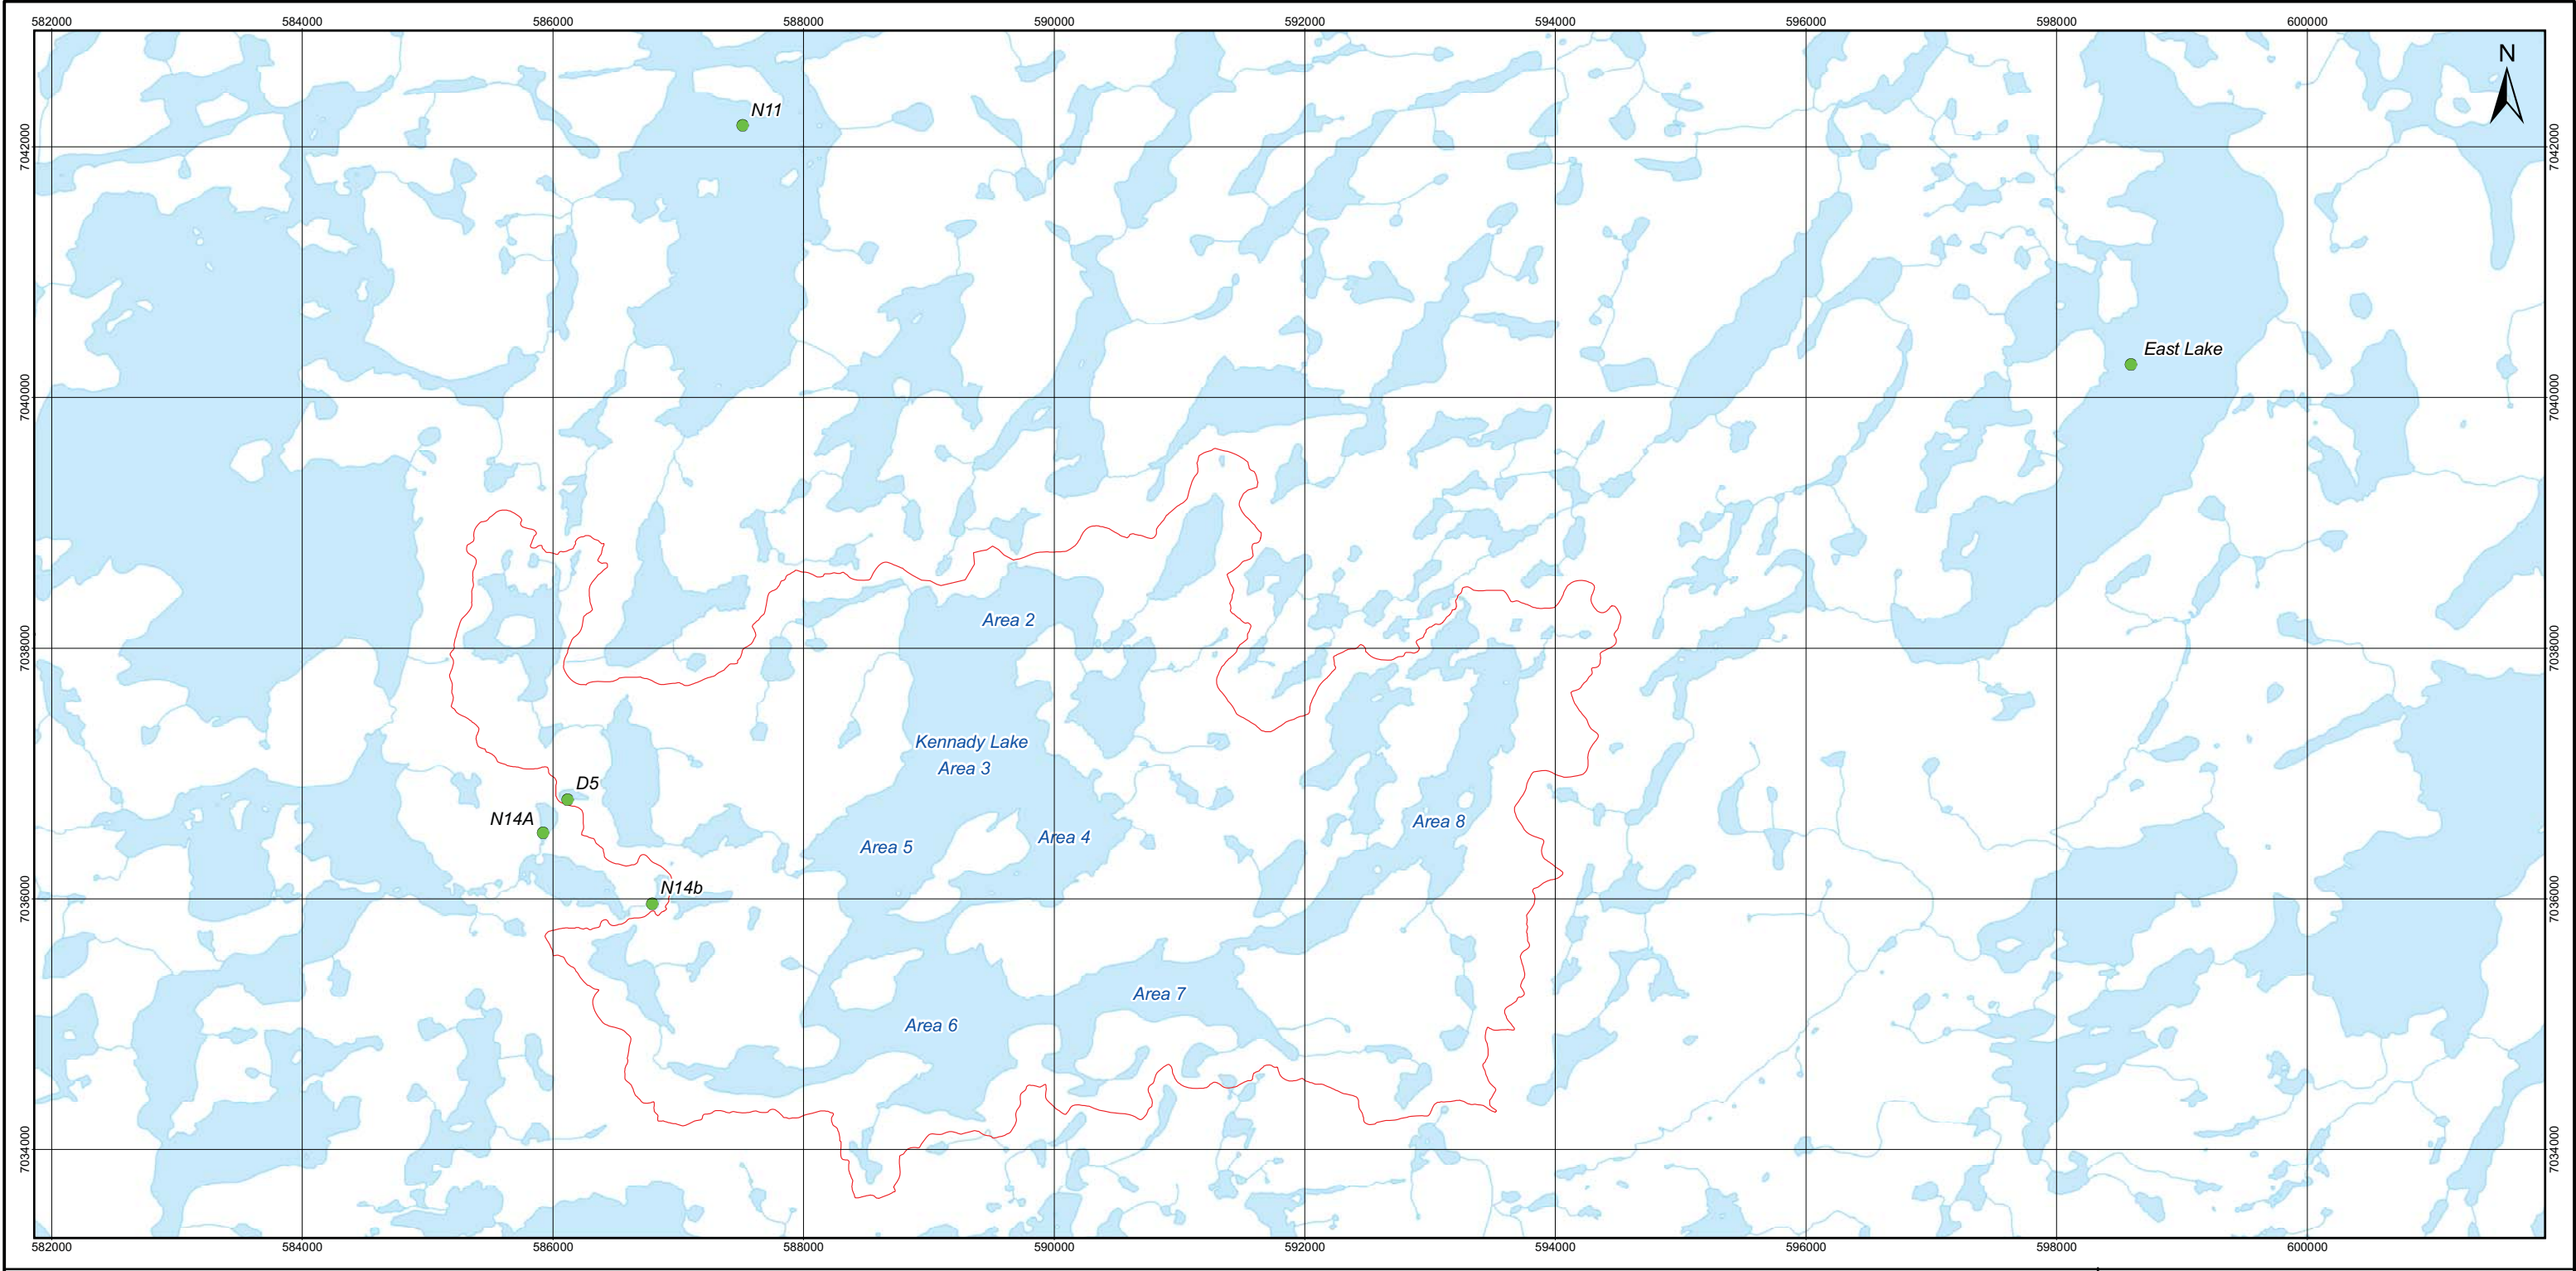 582000 584000 586000 588000 590000 592000 594000 596000 598000 600000
N
N11
7042000 7042000
East Lake
7040000 7040000
Area 2
7038000 7038000
Kennady Lake
Area 3
D5
N14A
Area 8
Area 4
Area 5
N14b
7036000 7036000
Area 7
Area 6
7034000 7034000
582000 584000 586000 588000 590000 592000 594000 596000 598000 600000